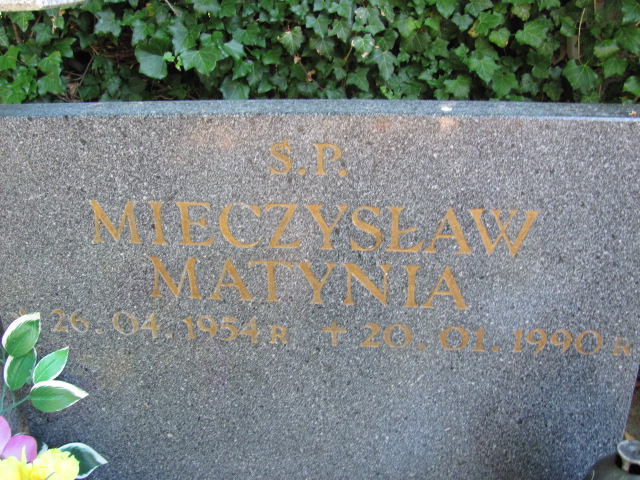 Ś.P.
MIECZYSŁAW
MATYNIA
26.04.1954 R + 20.01.1990 R